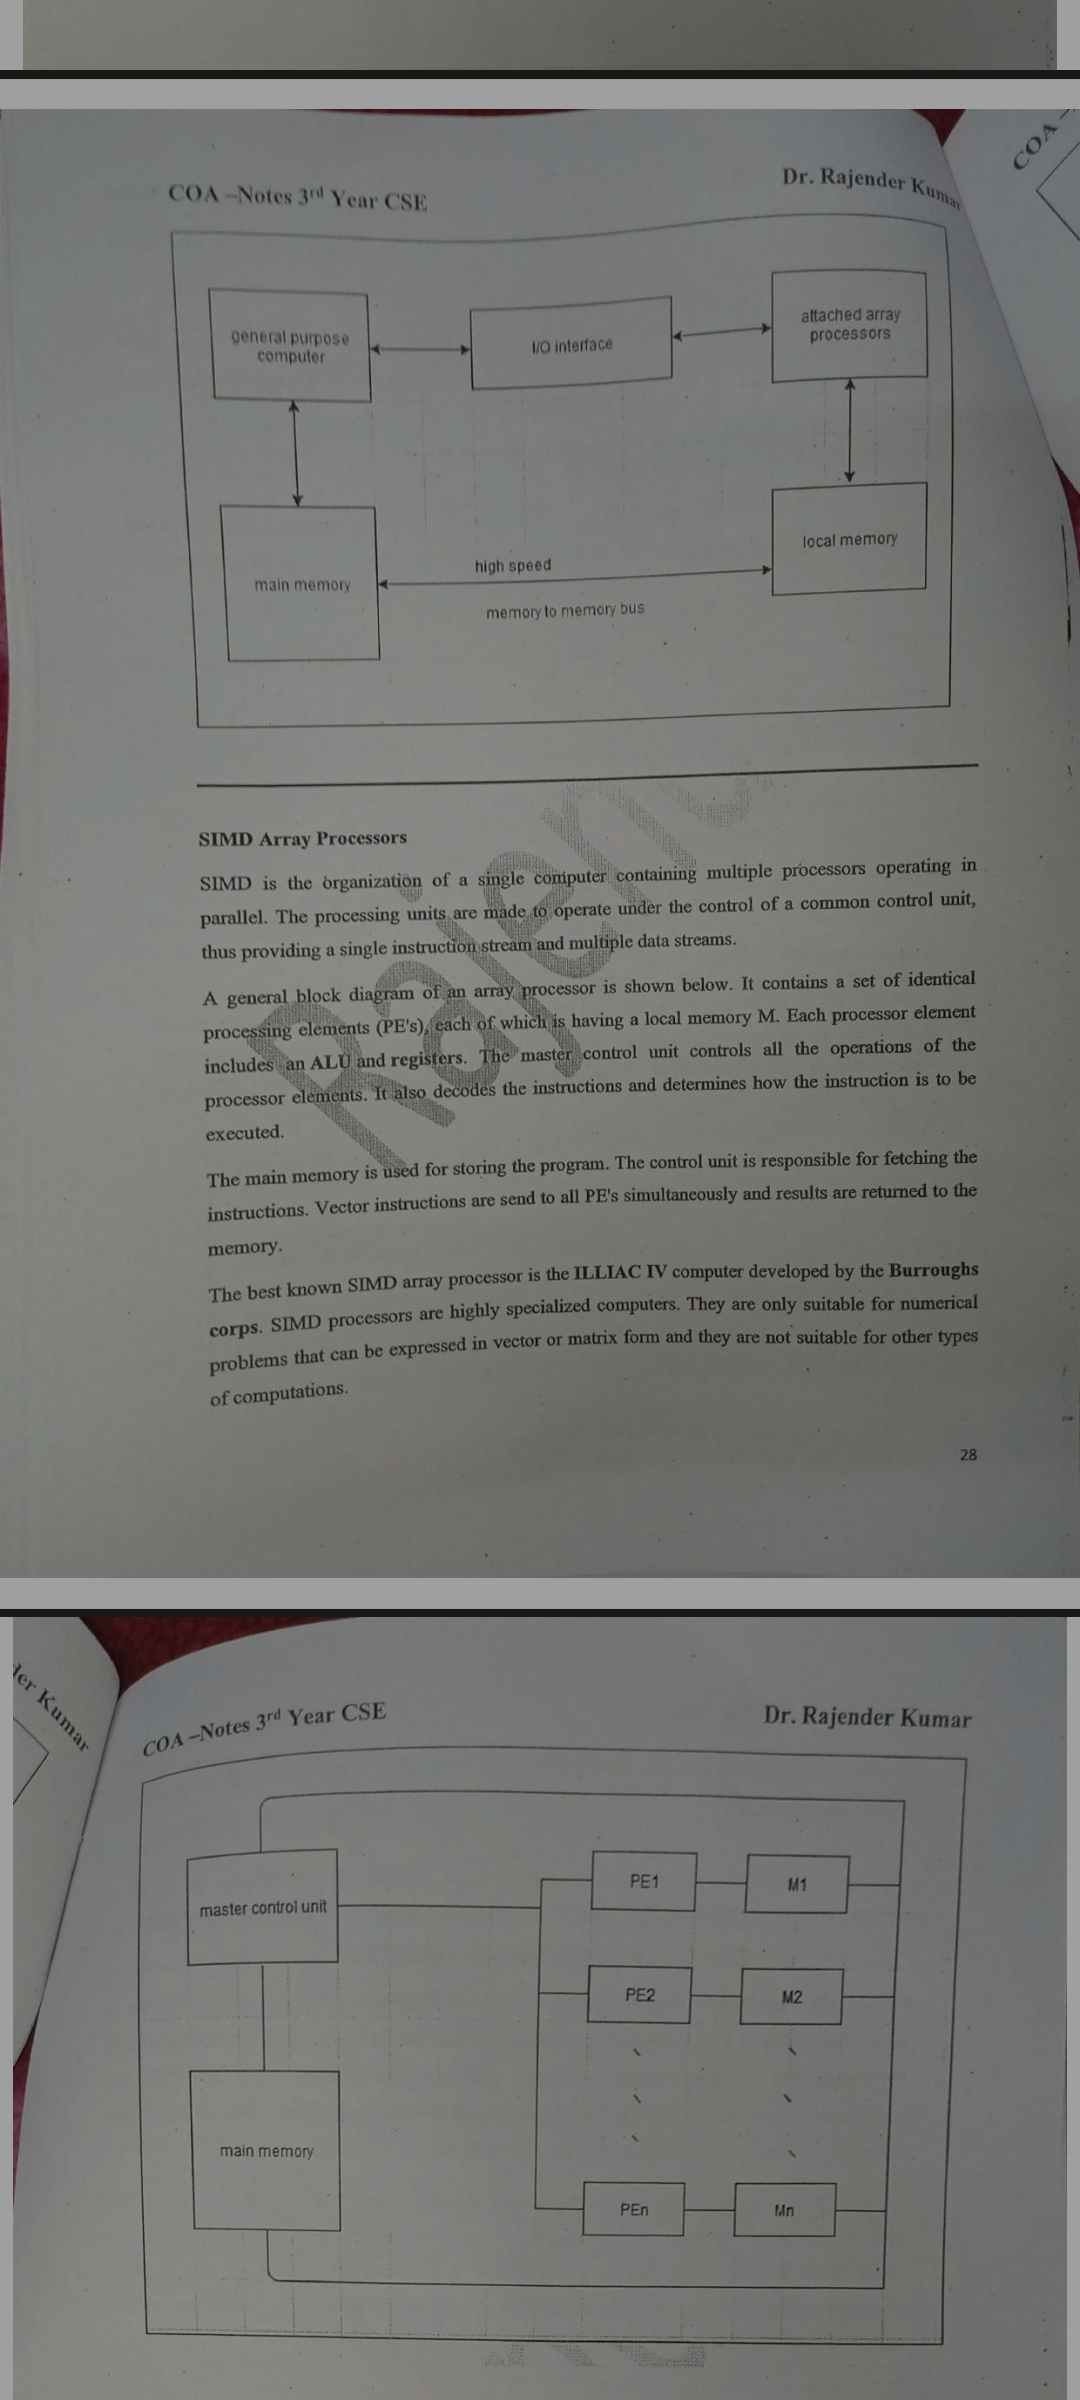 COA –
COA –Notes 3rd Year CSE
Dr. Rajender Kumar
general purpose
computer
I/O interface
attached array
processors
main memory
high speed
memory to memory bus
local memory
SIMD Array Processors
SIMD is the organization of a single computer containing multiple processors operating in
parallel. The processing units are made to operate under the control of a common control unit,
thus providing a single instruction stream and multiple data streams.
A general block diagram of an array processor is shown below. It contains a set of identical
processing elements (PE's), each of which is having a local memory M. Each processor element
includes an ALU and registers. The master control unit controls all the operations of the
processor elements. It also decodes the instructions and determines how the instruction is to be
executed.
The main memory is used for storing the program. The control unit is responsible for fetching the
instructions. Vector instructions are send to all PE's simultaneously and results are returned to the
memory.
The best known SIMD array processor is the ILLIAC IV computer developed by the Burroughs
corps. SIMD processors are highly specialized computers. They are only suitable for numerical
problems that can be expressed in vector or matrix form and they are not suitable for other types
of computations.
28
der Kumar
COA –Notes 3rd Year CSE
Dr. Rajender Kumar
master control unit
PE1
M1
PE2
M2
main memory
PEn
Mn